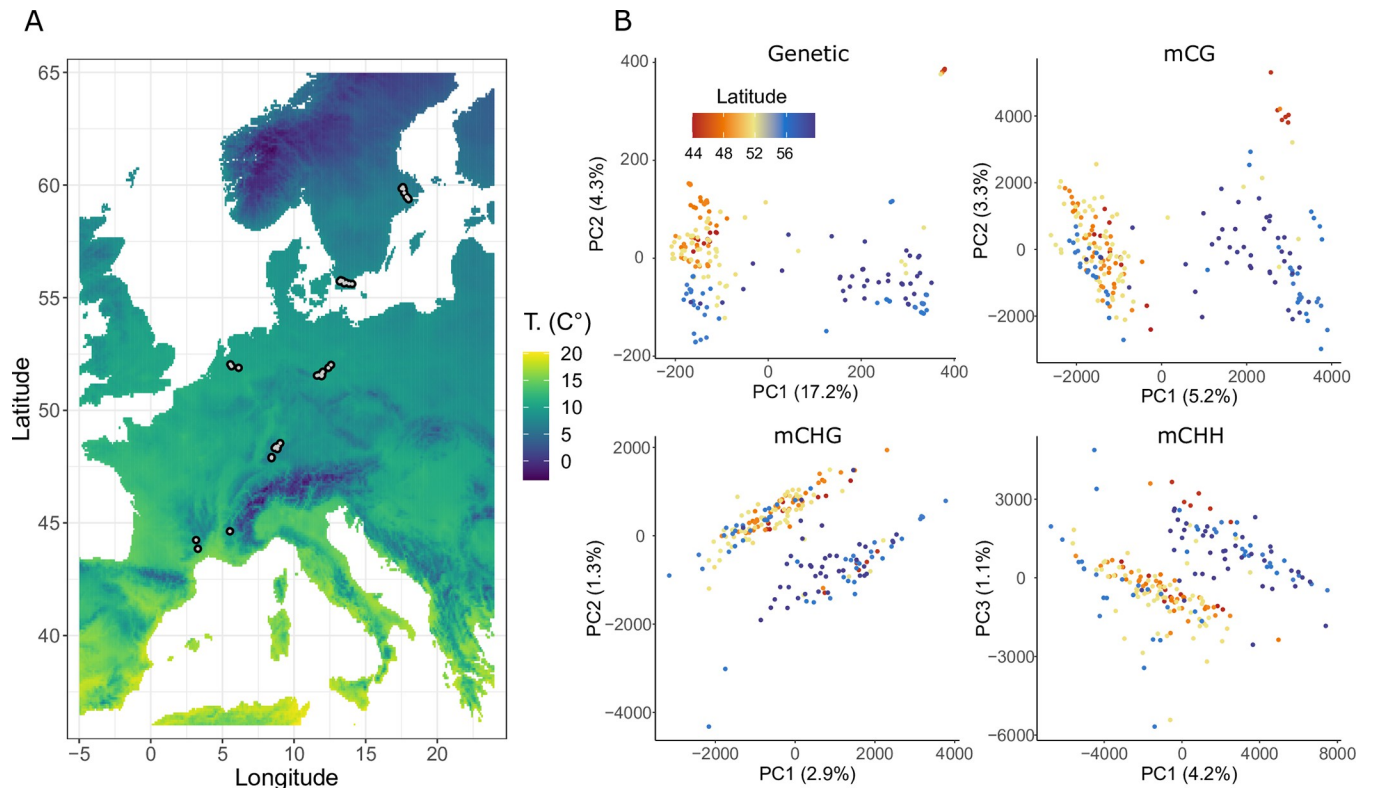 A
65
60
55
50
45
40
−5
0
5
10
15
20
Latitude
Longitude
T. (C°)
20
15
10
5
0
B
Genetic
400
200
0
−200
−200
0
200
400
PC2 (4.3%)
PC1 (17.2%)
Latitude
44
48
52
56
mCG
4000
2000
0
−2000
−2000
0
2000
4000
PC2 (3.3%)
PC1 (5.2%)
mCHG
2000
0
−2000
−4000
−2000
0
2000
4000
PC2 (1.3%)
PC1 (2.9%)
mCHH
3000
0
−3000
−6000
−4000
0
4000
8000
PC3 (1.1%)
PC1 (4.2%)